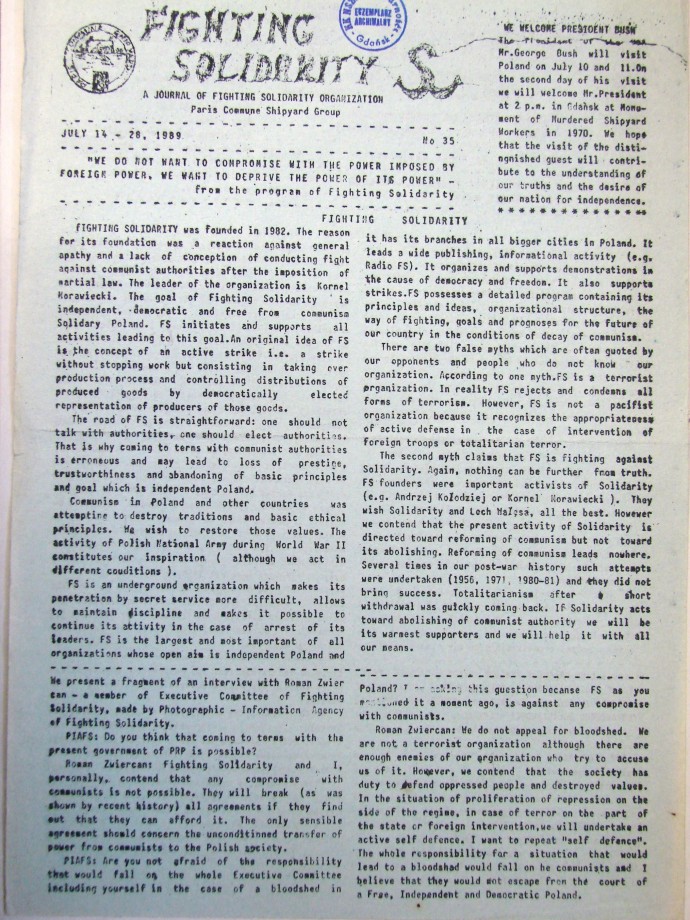 FIGHTING
SOLIDARITY
EGZEMPLARZ
ARCHIWALNY
Gdańsk
A JOURNAL OF FIGHTING SOLIDARITY ORGANIZATION
Paris Commune Shipyard Group
JULY 14 - 28, 1989
No 35
"WE DO NOT WANT TO COMPROMISE WITH THE POWER IMPOSED BY
FOREIGN POWER. WE WANT TO DEPRIVE THE POWER OF ITS POWER" -
from the program of Fighting Solidarity
WE WELCOME PRESIDENT BUSH
The President of the
Mr.George Bush will visit
Poland on July 10 and 11.On
the second day of his visit
we will welcome Mr.President
at 2 p.m. in Gdańsk at Monu-
ment of Murdered Shipyard
Workers in 1970. We hope
that the visit of the disti-
ngnished guest will contri-
bute to the understanding of
our truths and the desire of
our nation for independence.
* * * * * * * * * * * * * * *
FIGHTING SOLIDARITY
FIGHTING SOLIDARITY was founded in 1982. The reason
for its foundation was a reaction against general
apathy and a lack of conception of conducting fight
against communist authorities after the imposition of
martial law. The leader of the organization is Kornel
Morawiecki. The goal of Fighting Solidarity is
independent, democratic and free from communism
Solidary Poland. FS initiates and supports all
activities leading to this goal.An original idea of FS
is the concept of an active strike i.e. a strike
without stopping work but consisting in taking over
production process and controlling distributions of
produced goods by democratically elected
representation of producers of those goods.
The road of FS is straightforward: one should not
talk with authorities, one should elect authorities.
That is why coming to terms with communist authorities
is erroneous and may lead to loss of prestige,
trustworthiness and abandoning of basic principles
and goal which is independent Poland.
Communism in Poland and other countries was
attempting to destroy traditions and basic ethical
principles. We wish to restore those values. The
activity of Polish National Army during World War II
constitutes our inspiration ( although we act in
different couditions ).
FS is an underground organization which makes its
penetration by secret service more difficult, allows
to maintain discipline and makes it possible to
continue its attivity in the case of arrest of its
leaders. FS is the largest and most important of all
organizations whose open aim is independent Poland and
it has its branches in all bigger cities in Poland. It
leads a wide publishing, informational activity (e.g.
Radio FS). It organizes and supports demonstrations in
the cause of democracy and freedom. It also supports
strikes.FS possesses a detailed program containing its
principles and ideas, organizational structure, the
way of fighting, goals and prognoses for the future of
our country in the conditions of decay of communism.
There are two false myths which are often quoted by
our opponents and people who do not know our
organization. According to one myth.FS is a terrorist
organization. In reality FS rejects and condemns all
forms of terrorism. However, FS is not a pacifist
organization because it recognizes the appropriateness
of active defense in the case of intervention of
foreign troops or totalitarian terror.
The second myth claims that FS is fighting against
Solidarity. Again, nothing can be further from truth.
FS founders were important activists of Solidarity
(e.g. Andrzej Kołodziej or Kornel Morawiecki ). They
wish Solidarity and Lech Wałęsa, all the best. However
we contend that the present activity of Solidarity is
directed toward reforming of communism but not toward
its abolishing. Reforming of communism leads nowhere.
Several times in our post-war history such attempts
were undertaken (1956, 1971, 1980-81) and they did not
bring success. Totalitarianism after a short
withdrawal was quickly coming back. If Solidarity acts
toward abolishing of communist authority we will be
its warmest supporters and we will help it with all
our means.
We present a fragment of an interview with Roman Zwier
can - a member of Executive Committee of Fighting
Solidarity, made by Photographic - Information Agency
of Fighting Solidarity.
PIAFS: Do you think that coming to terms with the
present government of PRP is possible?
Roman Zwiercan: Fighting Solidarity and I,
personally, contend that any compromise with
communists is not possible. They will break (as was
shown by recent history) all agreements if they find
out that they can afford it. The only sensible
agreement should concern the unconditinned transfer of
power from communists to the Polish society.
PIAFS: Are you not afraid of the responsibility
that would fall on the whole Executive Committee
including yourself in the case of a bloodshed in
Poland? I am asking this question becanse FS as you
mentioned it a moment ago, is against any compromise
with communists.
Roman Zwiercan: We do not appeal for bloodshed. We
are not a terrorist organization although there are
enough enemies of our organization who try to accuse
us of it. However, we contend that the society has
duty to defend oppressed people and destroyed values.
In the situation of proliferation of repression on the
side of the regime, in case of terror on the part of
the state or foreign intervention,we will undertake an
active self defence. I want to repeat "self defence".
The whole responsibility for a situation that would
lead to a bloodshad would fall on he communists and I
believe that they would not escape from the court of
a Free, Independent and Democratic Poland.